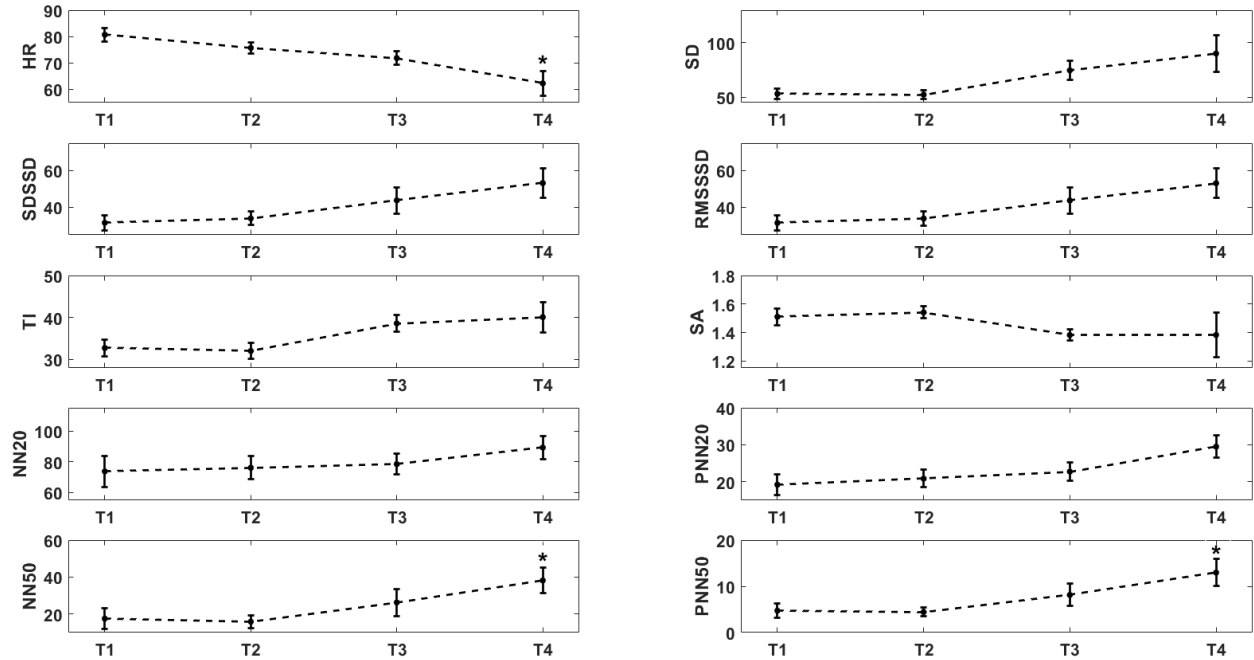 90
80
70
60
HR
*
T1 T2 T3 T4
100
50
SD
T1 T2 T3 T4
60
40
SDSSD
T1 T2 T3 T4
60
40
RMSSSD
T1 T2 T3 T4
50
40
30
TI
T1 T2 T3 T4
1.8
1.6
1.4
1.2
SA
T1 T2 T3 T4
100
80
60
NN20
T1 T2 T3 T4
40
30
20
PNN20
T1 T2 T3 T4
60
40
20
NN50
*
T1 T2 T3 T4
20
10
0
PNN50
*
T1 T2 T3 T4